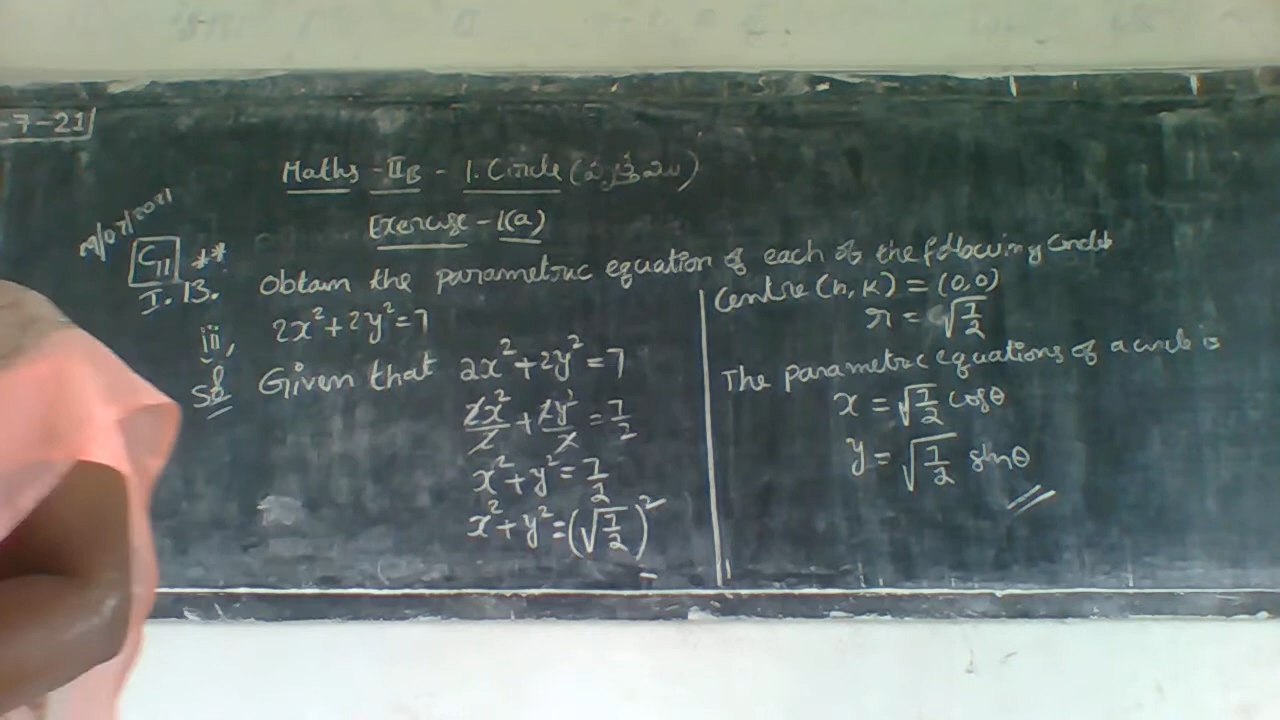 -7-21
Maths - IIB - 1. Circle (
Exercise - 1(a)
/07/2021
C11 **
I. 13. Obtain the parametric equation of each of the following circles
iii, 2x²+2y²=7
Sol Given that 2x²+2y²=7
2x²/2 + 2y²/2 = 7/2
x²+y²=7/2
x²+y²=(√7/2)²
Centre (h, k) = (0,0)
r = √7/2
The parametric equations of a circle is
x = √7/2 cosθ
y = √7/2 sinθ